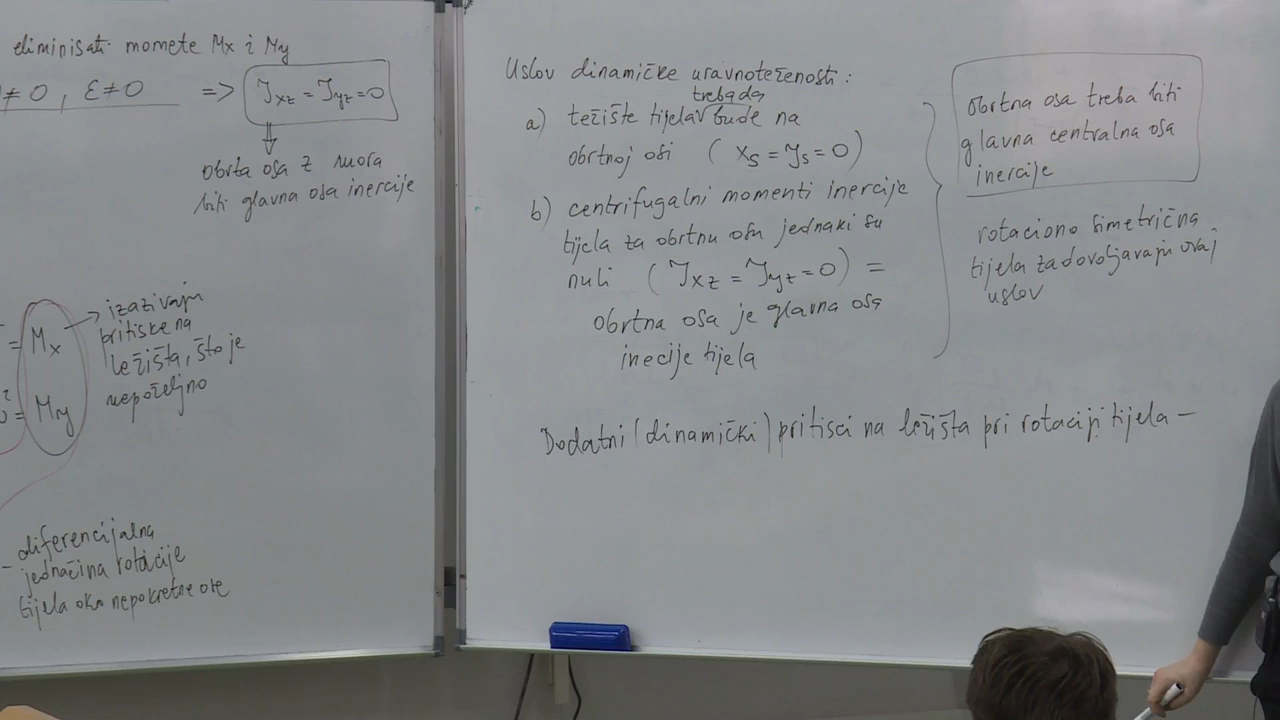 eliminisati momete Mx i My
≠ 0 , ε ≠ 0 => Jxz = Jyz = 0
obrta osa z mora
biti glavna osa inercije
= Mx
izazivaju
pritiske na
ležišta, što je
nepoželjno
= My
- diferencijalna
jednačina rotacije
tijela oko nepokretne ose
Uslov dinamičke uravnoteženosti :
treba da
a) težište tijela bude na
obrtnoj osi ( xs = ys = 0 )
b) centrifugalni momenti inercije
tijela za obrtnu osu jednaki su
nuli ( Jxz = Jyz = 0 ) =
obrtna osa je glavna osa
inecije tijela
obrtna osa treba biti
glavna centralna osa
inercije
rotaciono simetrična
tijela zadovoljavaju ovaj
uslov
Dodatni (dinamički) pritisci na ležišta pri rotaciji tijela -